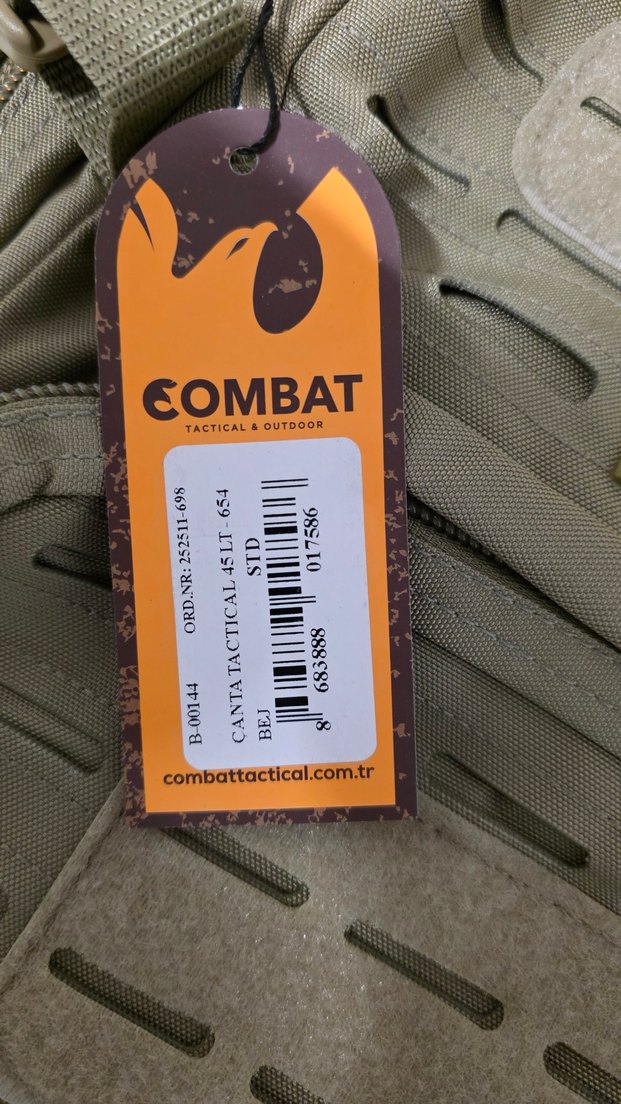 COMBAT
TACTICAL & OUTDOOR
B-00144 ORD.NR: 252511-698
ÇANTA TACTICAL 45 LT - 654
BEJ STD
8 683888 017586
combattactical.com.tr